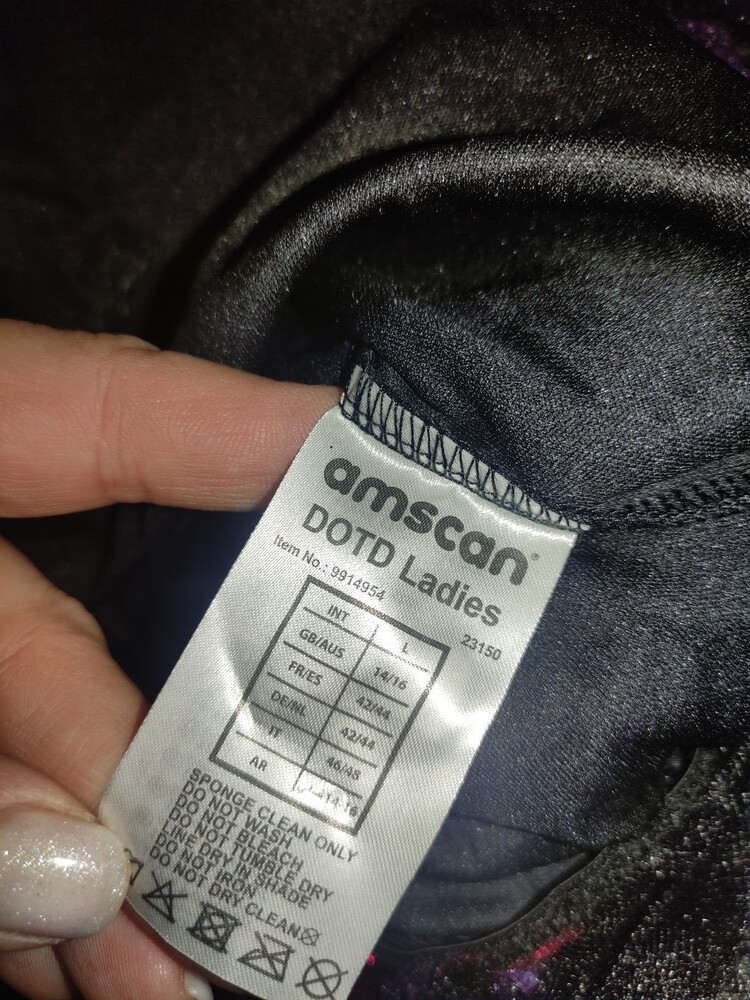 amscan®
DOTD Ladies
Item No.: 9914954
23150
INT L
GB/AUS 14/16
FR/ES 42/44
DE/NL 42/44
IT 46/48
AR 14-16
SPONGE CLEAN ONLY
DO NOT WASH
DO NOT BLEACH
DO NOT TUMBLE DRY
LINE DRY IN SHADE
DO NOT IRON
DO NOT DRY CLEAN